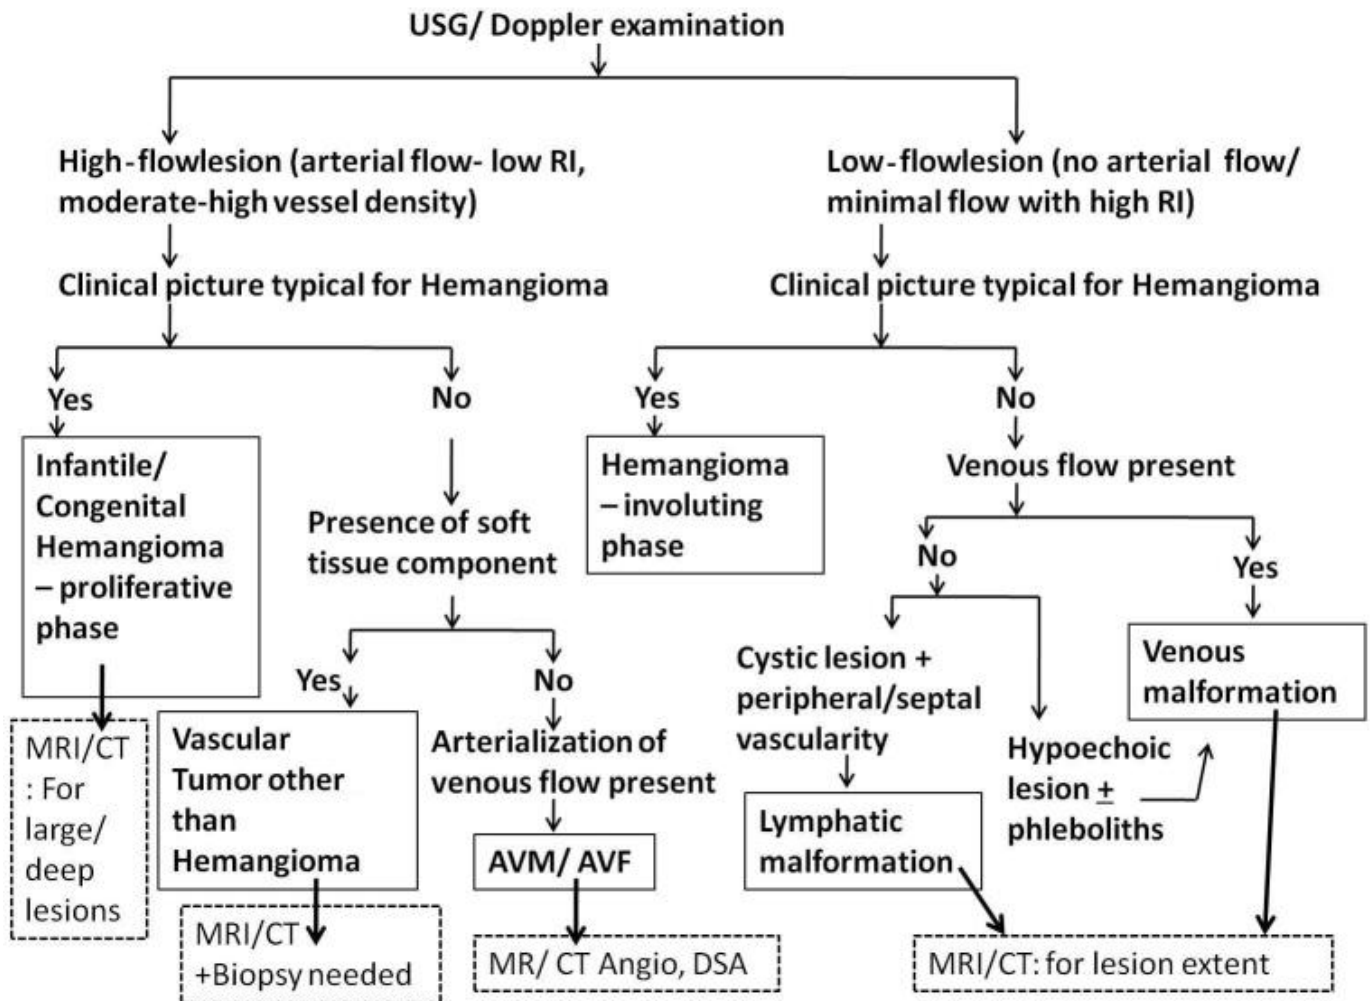 USG/ Doppler examination
High-flowlesion (arterial flow- low RI,
moderate-high vessel density)
Low-flowlesion (no arterial flow/
minimal flow with high RI)
Clinical picture typical for Hemangioma
Clinical picture typical for Hemangioma
Yes
No
Yes
No
Infantile/
Congenital
Hemangioma
– proliferative
phase
Presence of soft
tissue component
Hemangioma
– involuting
phase
Venous flow present
No
Yes
Yes
No
Cystic lesion +
peripheral/septal
vascularity
Venous
malformation
MRI/CT
: For
large/
deep
lesions
Vascular
Tumor other
than
Hemangioma
Arterialization of
venous flow present
Hypoechoic
lesion ±
phleboliths
AVM/ AVF
Lymphatic
malformation
MRI/CT
+Biopsy needed
MR/ CT Angio, DSA
MRI/CT: for lesion extent